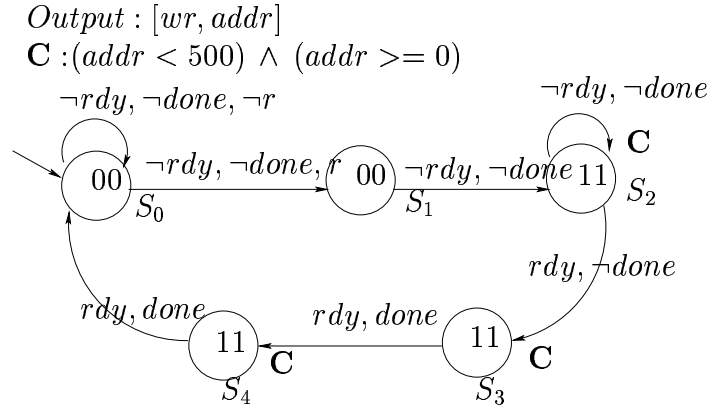 Output : [wr, addr]
C :(addr < 500) ∧ (addr >= 0)
¬rdy, ¬done, ¬r
¬rdy, ¬done
C
00
¬rdy, ¬done, r
00
¬rdy, ¬done
11
S₀
S₁
S₂
rdy, ¬done
rdy, done
rdy, done
11
11
C
C
S₄
S₃